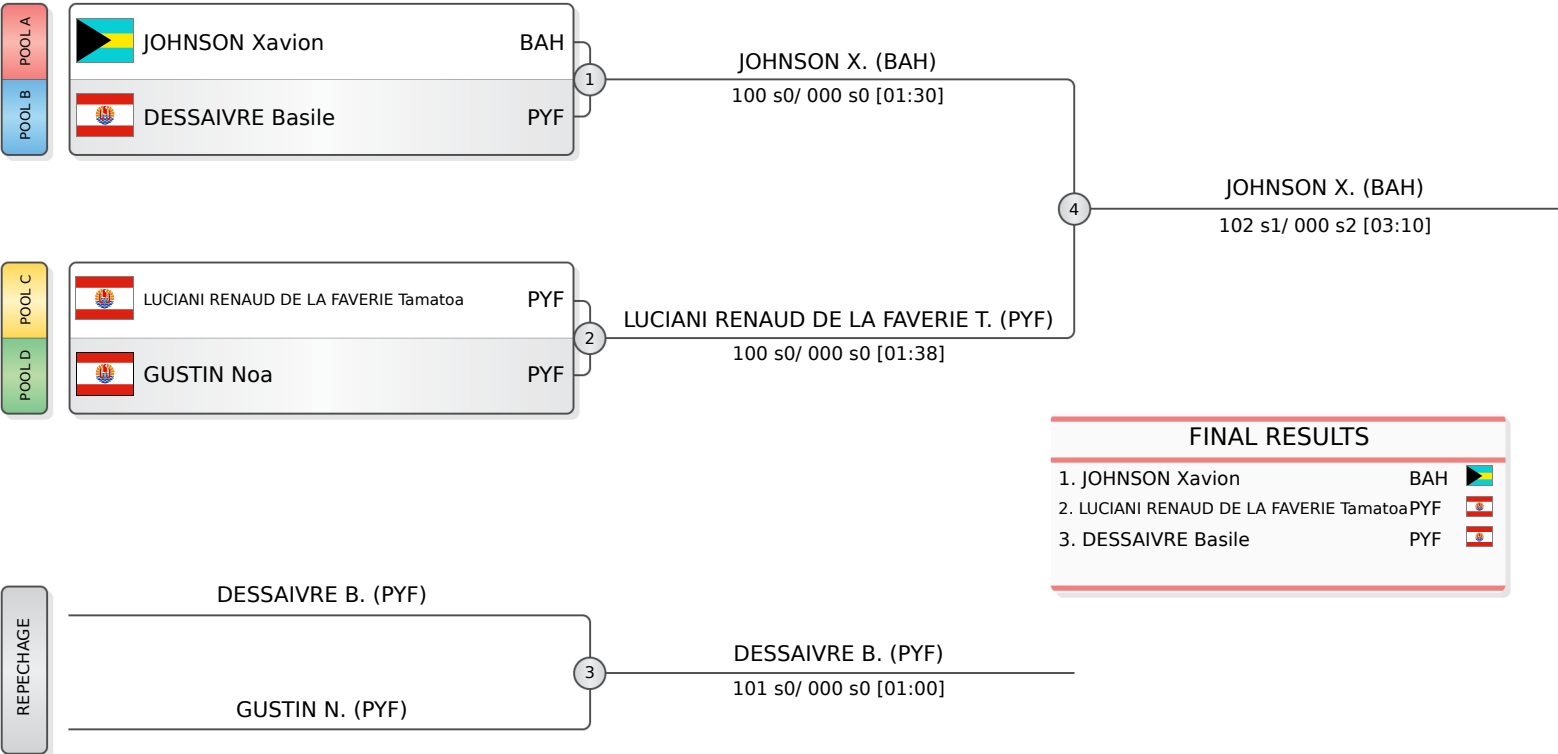 POOL A
JOHNSON Xavion BAH
POOL B
DESSAIVRE Basile PYF
1
JOHNSON X. (BAH)
100 s0/ 000 s0 [01:30]
POOL C
LUCIANI RENAUD DE LA FAVERIE Tamatoa PYF
POOL D
GUSTIN Noa PYF
2
LUCIANI RENAUD DE LA FAVERIE T. (PYF)
100 s0/ 000 s0 [01:38]
4
JOHNSON X. (BAH)
102 s1/ 000 s2 [03:10]
FINAL RESULTS
1. JOHNSON Xavion BAH
2. LUCIANI RENAUD DE LA FAVERIE Tamatoa PYF
3. DESSAIVRE Basile PYF
REPECHAGE
DESSAIVRE B. (PYF)
GUSTIN N. (PYF)
3
DESSAIVRE B. (PYF)
101 s0/ 000 s0 [01:00]